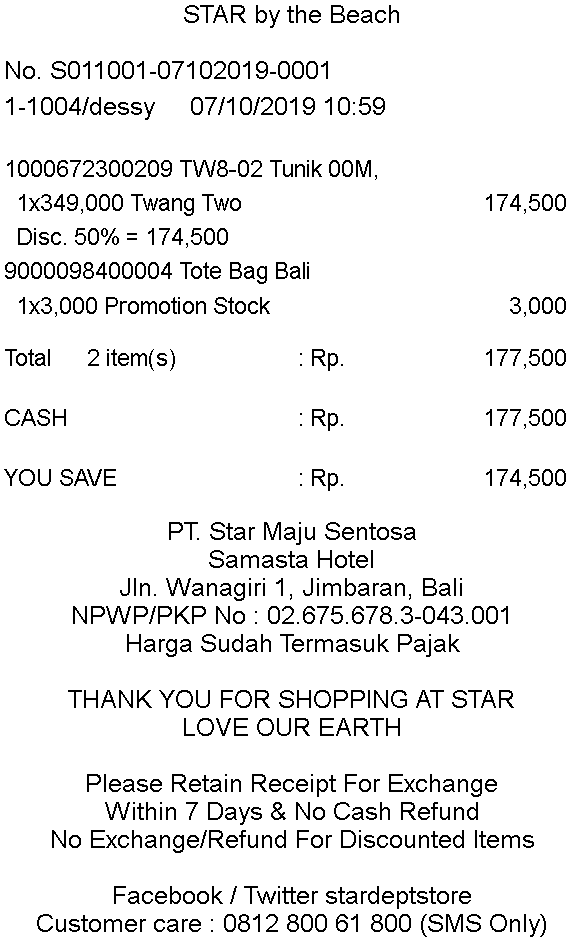 STAR by the Beach
No. S011001-07102019-0001
1-1004/dessy 07/10/2019 10:59
1000672300209 TW8-02 Tunik 00M,
1x349,000 Twang Two 174,500
Disc. 50% = 174,500
9000098400004 Tote Bag Bali
1x3,000 Promotion Stock 3,000
Total 2 item(s) : Rp. 177,500
CASH : Rp. 177,500
YOU SAVE : Rp. 174,500
PT. Star Maju Sentosa
Samasta Hotel
Jln. Wanagiri 1, Jimbaran, Bali
NPWP/PKP No : 02.675.678.3-043.001
Harga Sudah Termasuk Pajak
THANK YOU FOR SHOPPING AT STAR
LOVE OUR EARTH
Please Retain Receipt For Exchange
Within 7 Days & No Cash Refund
No Exchange/Refund For Discounted Items
Facebook / Twitter stardeptstore
Customer care : 0812 800 61 800 (SMS Only)